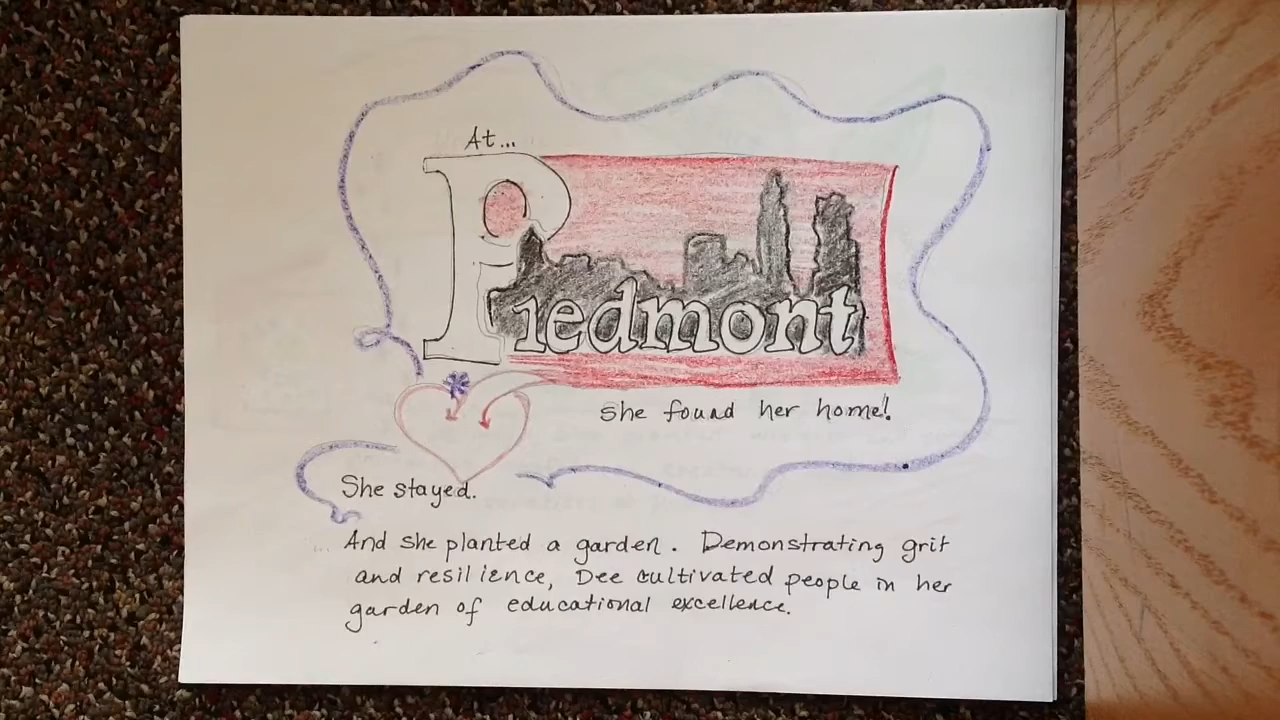 At...
Piedmont
she found her home!
She stayed.
... And she planted a garden. Demonstrating grit
and resilience, Dee cultivated people in her
garden of educational excellence.